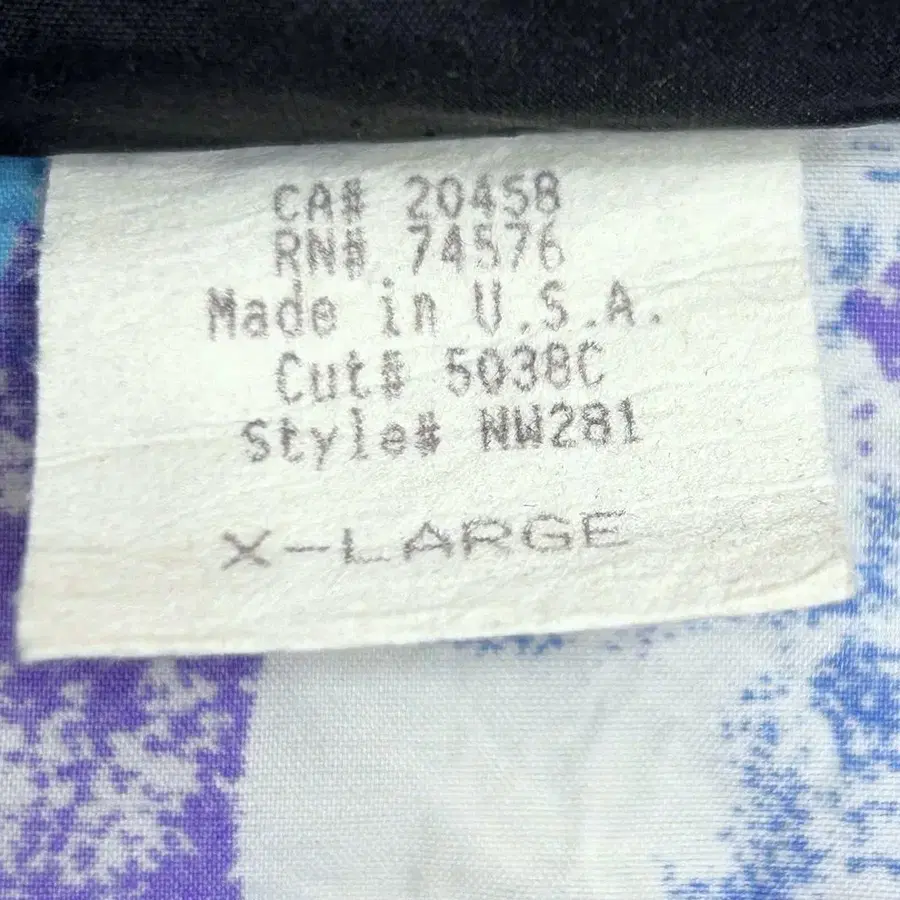 CA# 20458
RN# 74576
Made in U.S.A.
Cut# 5038C
Style# NW281
X-LARGE